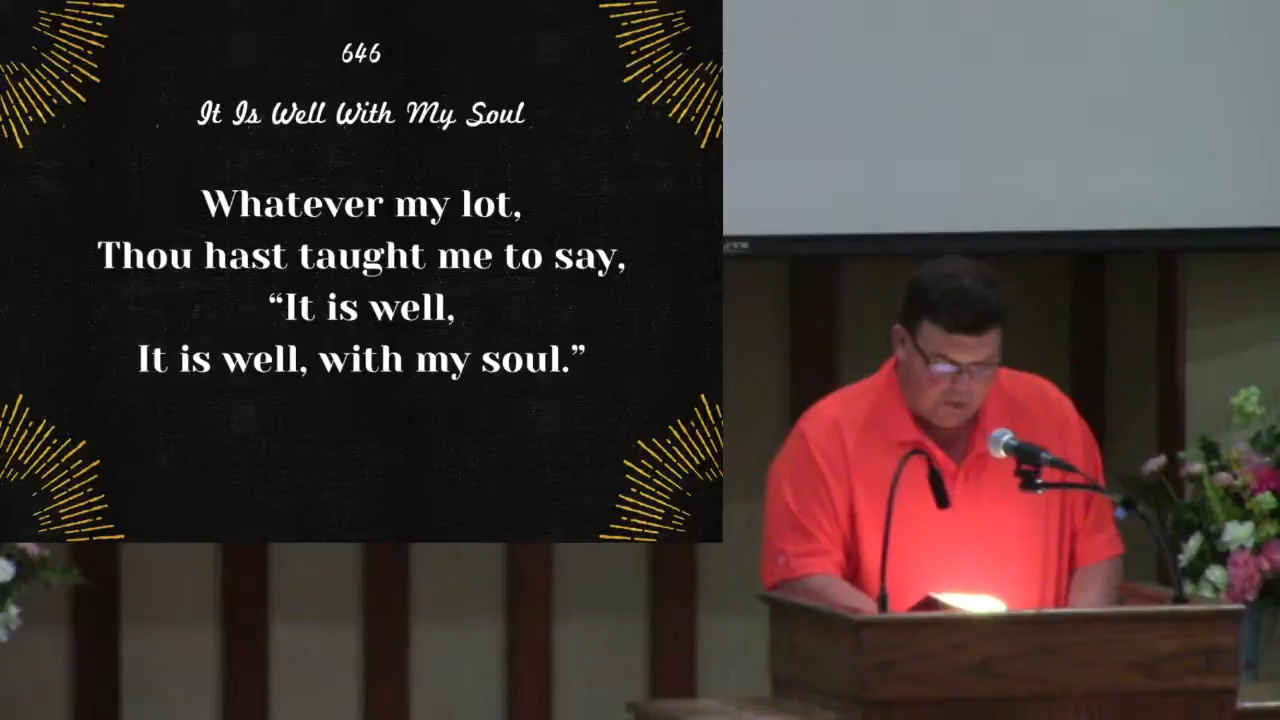 646
It Is Well With My Soul
Whatever my lot,
Thou hast taught me to say,
“It is well,
It is well, with my soul.”